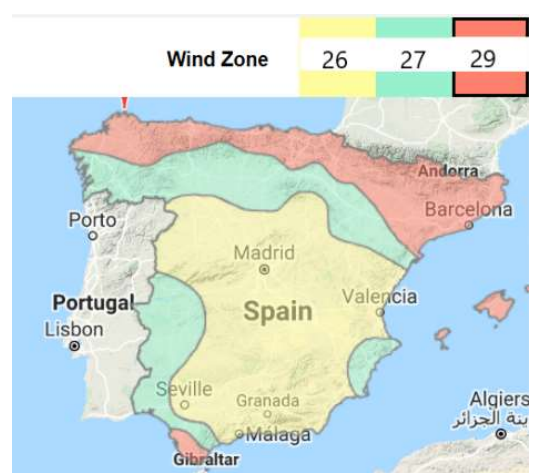 Wind Zone 26 27 29
Andorra
Barcelona
Porto
Madrid
Portugal
Spain
Valencia
Lisbon
Seville
Granada
Algiers
مدينة الجزائر
Málaga
Gibraltar